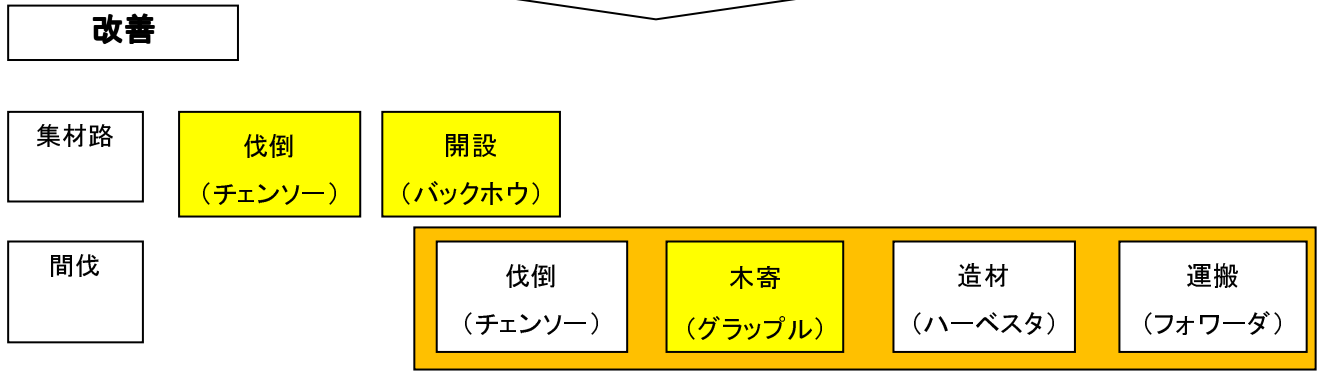 改善
集材路
伐倒
（チェンソー）
開設
（バックホウ）
間伐
伐倒
（チェンソー）
木寄
（グラップル）
造材
（ハーベスタ）
運搬
（フォワーダ）